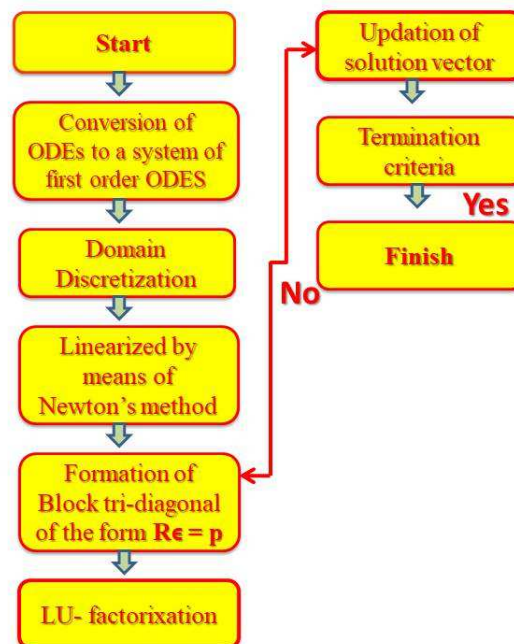 Start
Conversion of
ODEs to a system of
first order ODES
Domain
Discretization
Linearized by
means of
Newton's method
Formation of
Block tri-diagonal
of the form Rϵ = p
LU- factorixation
Updation of
solution vector
Termination
criteria
Yes
Finish
No